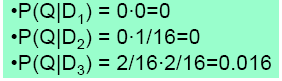 •P(Q|D₁) = 0·0=0
•P(Q|D₂) = 0·1/16=0
•P(Q|D₃) = 2/16·2/16=0.016